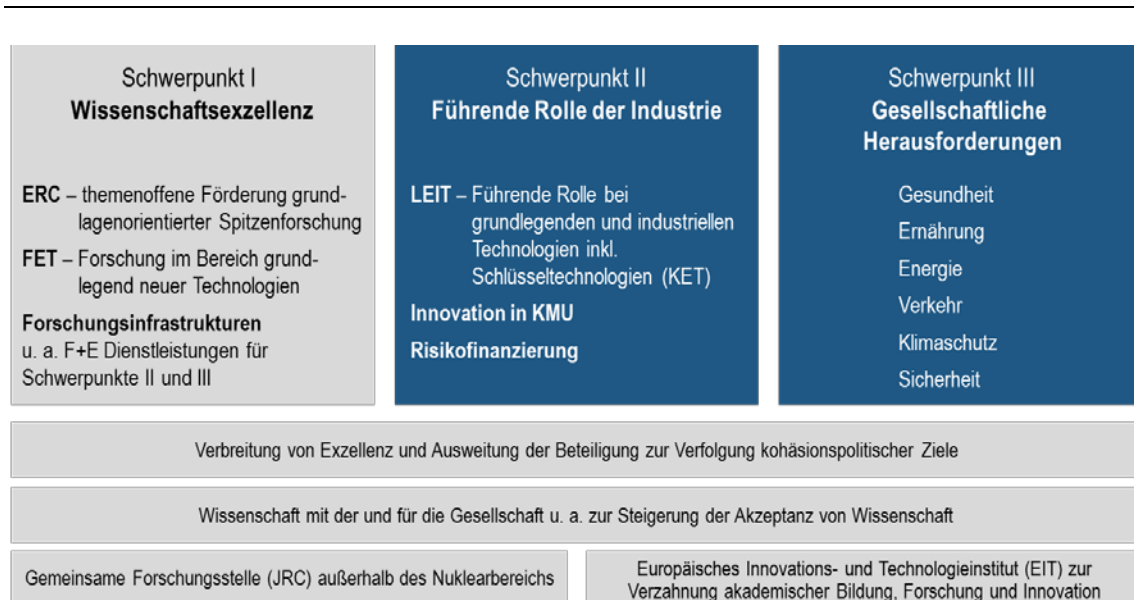 Schwerpunkt I
Wissenschaftsexzellenz
ERC – themenoffene Förderung grund-
lagenorientierter Spitzenforschung
FET – Forschung im Bereich grund-
legend neuer Technologien
Forschungsinfrastrukturen
u. a. F+E Dienstleistungen für
Schwerpunkte II und III
Schwerpunkt II
Führende Rolle der Industrie
LEIT – Führende Rolle bei
grundlegenden und industriellen
Technologien inkl.
Schlüsseltechnologien (KET)
Innovation in KMU
Risikofinanzierung
Schwerpunkt III
Gesellschaftliche
Herausforderungen
Gesundheit
Ernährung
Energie
Verkehr
Klimaschutz
Sicherheit
Verbreitung von Exzellenz und Ausweitung der Beteiligung zur Verfolgung kohäsionspolitischer Ziele
Wissenschaft mit der und für die Gesellschaft u. a. zur Steigerung der Akzeptanz von Wissenschaft
Gemeinsame Forschungsstelle (JRC) außerhalb des Nuklearbereichs
Europäisches Innovations- und Technologieinstitut (EIT) zur
Verzahnung akademischer Bildung, Forschung und Innovation